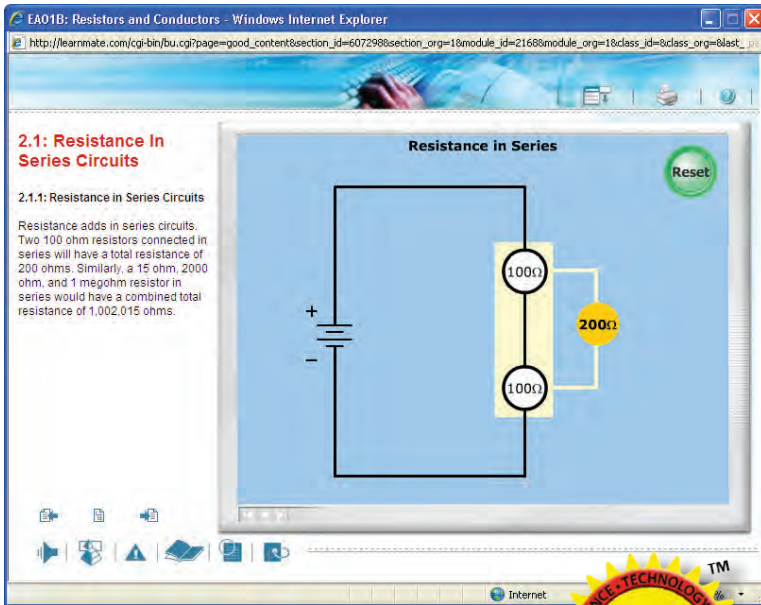 EA01B: Resistors and Conductors - Windows Internet Explorer
http://learnmate.com/cgi-bin/bu.cgi?page=good_content&section_id=607298&section_org=1&module_id=2168&module_org=1&class_id=&class_org=&last_
2.1: Resistance In
Series Circuits
2.1.1: Resistance in Series Circuits
Resistance adds in series circuits.
Two 100 ohm resistors connected in
series will have a total resistance of
200 ohms. Similarly, a 15 ohm, 2000
ohm, and 1 megohm resistor in
series would have a combined total
resistance of 1,002,015 ohms.
Resistance in Series
Reset
100Ω
200Ω
100Ω
+
−
Internet
TECHNOLOGY
TM
%